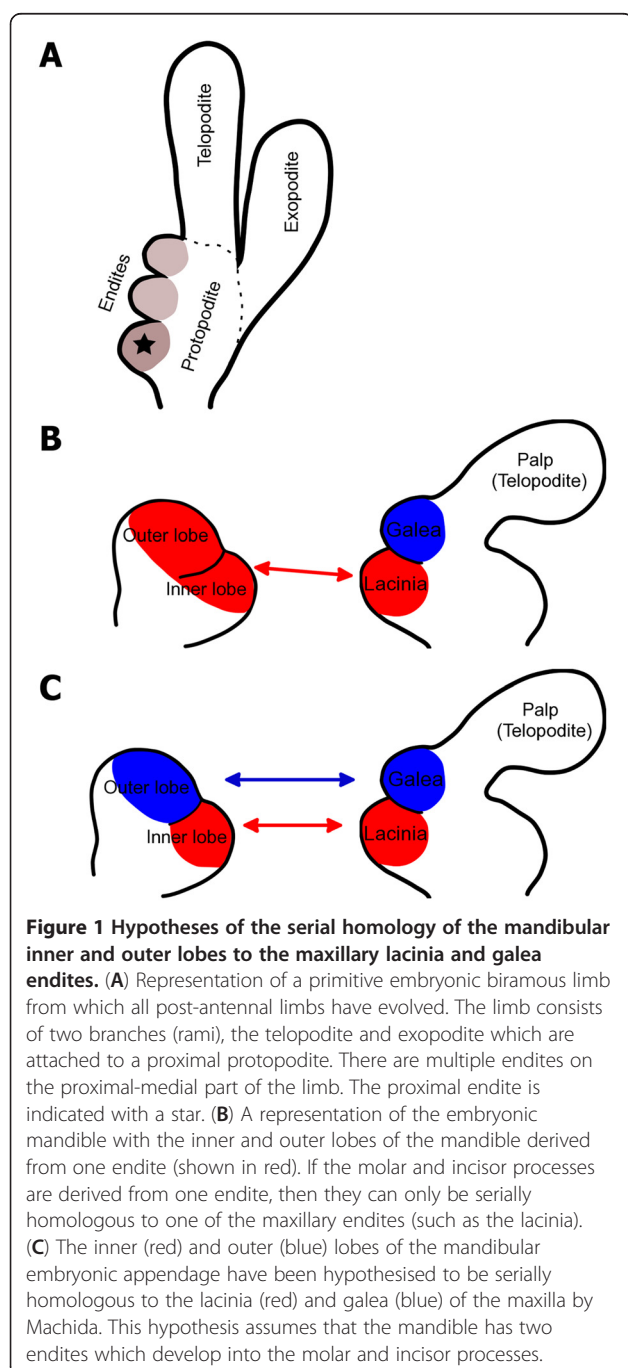 A
Telopodite
Exopodite
Endites
Protopodite
B
Palp
(Telopodite)
Outer lobe
Galea
Inner lobe
Lacinia
C
Palp
(Telopodite)
Outer lobe
Galea
Inner lobe
Lacinia
Figure 1 Hypotheses of the serial homology of the mandibular
inner and outer lobes to the maxillary lacinia and galea
endites. (A) Representation of a primitive embryonic biramous limb
from which all post-antennal limbs have evolved. The limb consists
of two branches (rami), the telopodite and exopodite which are
attached to a proximal protopodite. There are multiple endites on
the proximal-medial part of the limb. The proximal endite is
indicated with a star. (B) A representation of the embryonic
mandible with the inner and outer lobes of the mandible derived
from one endite (shown in red). If the molar and incisor processes
are derived from one endite, then they can only be serially
homologous to one of the maxillary endites (such as the lacinia).
(C) The inner (red) and outer (blue) lobes of the mandibular
embryonic appendage have been hypothesised to be serially
homologous to the lacinia (red) and galea (blue) of the maxilla by
Machida. This hypothesis assumes that the mandible has two
endites which develop into the molar and incisor processes.